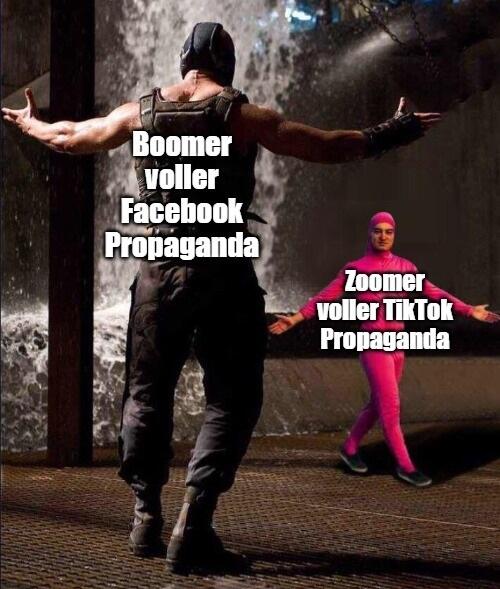 Boomer
voller
Facebook
Propaganda
Zoomer
voller TikTok
Propaganda